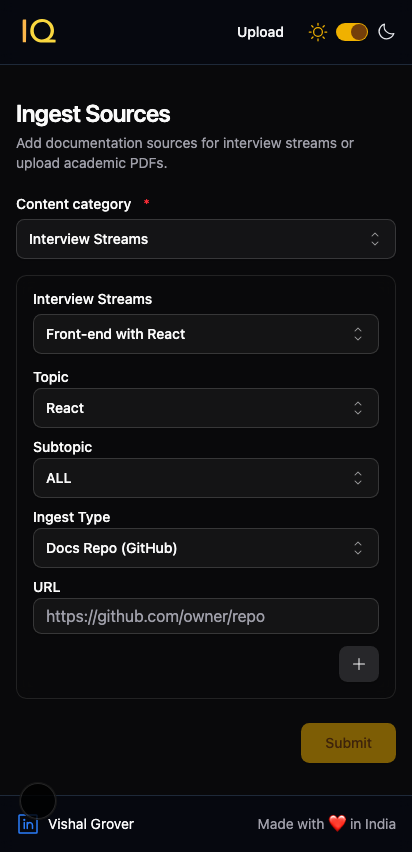 IQ
Upload
Ingest Sources
Add documentation sources for interview streams or
upload academic PDFs.
Content category *
Interview Streams
Interview Streams
Front-end with React
Topic
React
Subtopic
ALL
Ingest Type
Docs Repo (GitHub)
URL
https://github.com/owner/repo
+
Submit
in Vishal Grover
Made with ❤️ in India